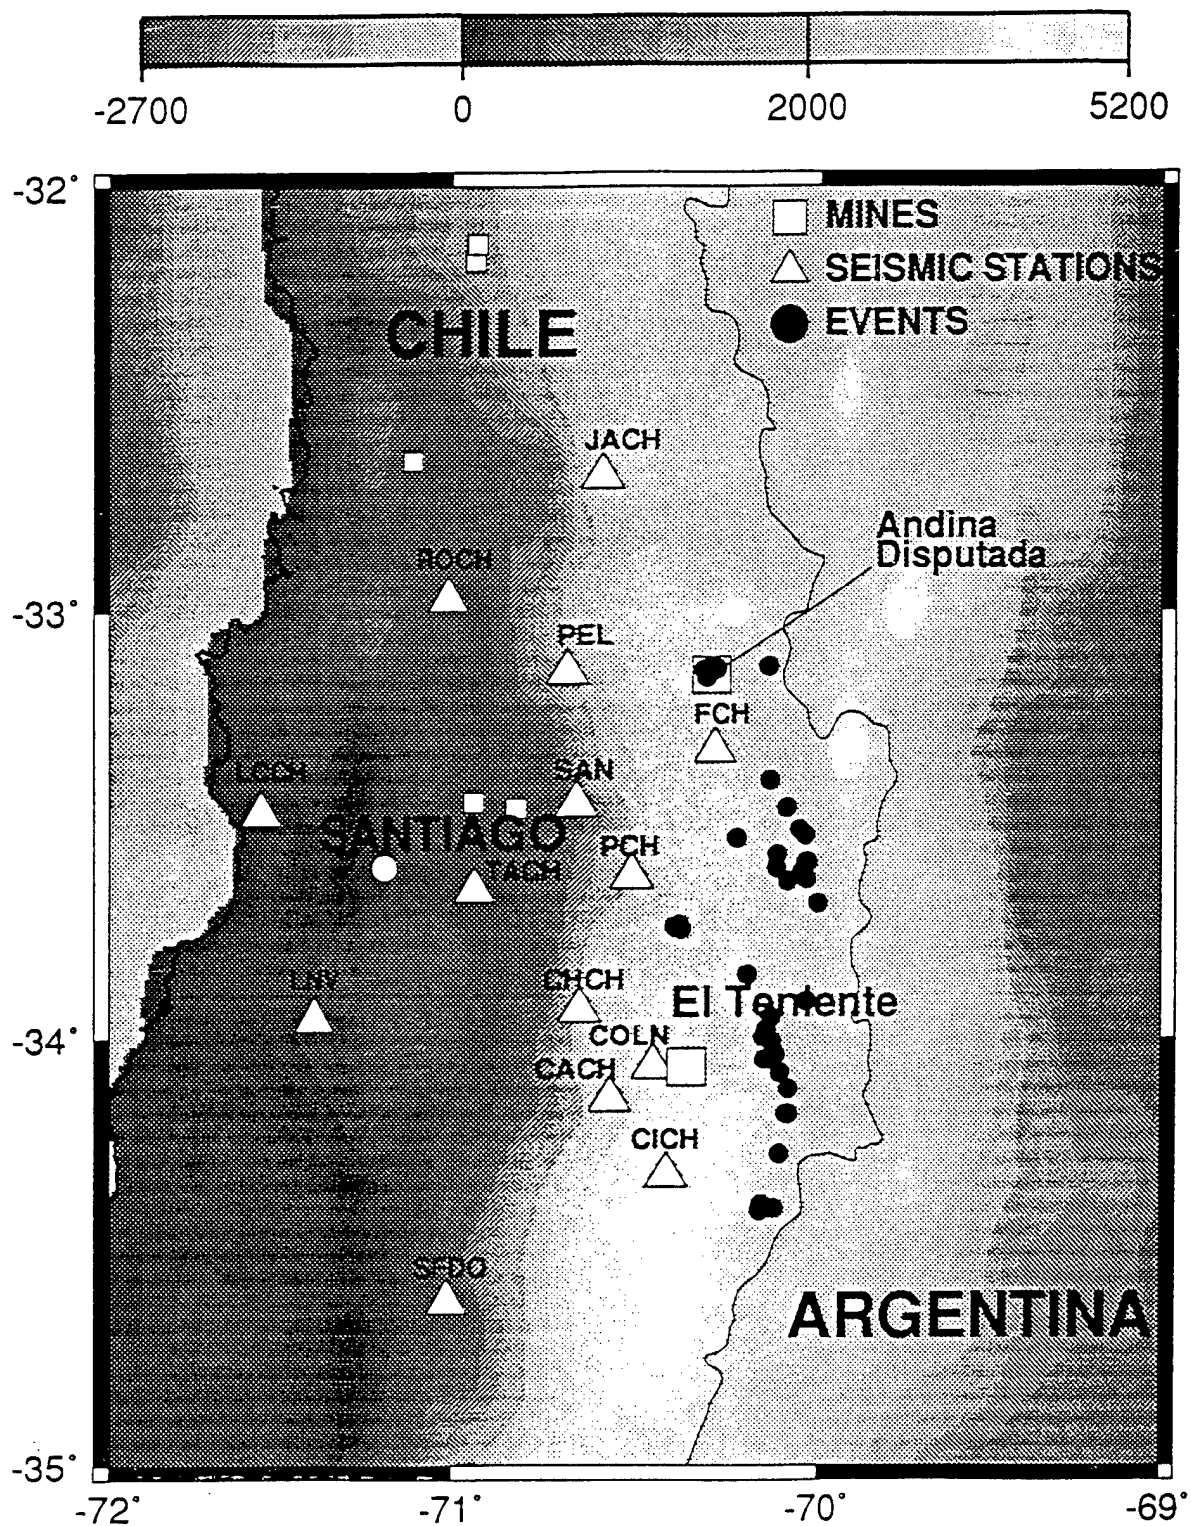 -2700 0 2000 5200
-32°
MINES
SEISMIC STATIONS
EVENTS
CHILE
JACH
Andina
Disputada
ROCH
-33°
PEL
FCH
LCCH
SAN
SANTIAGO
PCH
TACH
LNV
CHCH
El Teniente
-34°
COLN
CACH
CICH
SFDO
ARGENTINA
-35°
-72° -71° -70° -69°